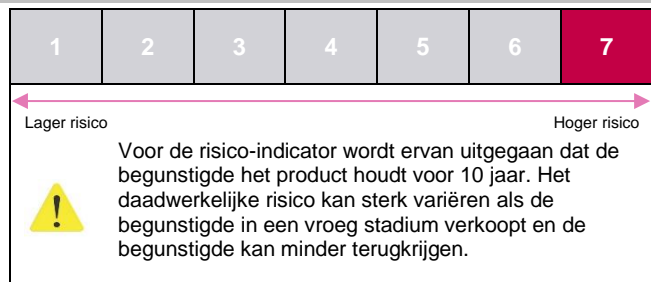 1 2 3 4 5 6 7
Lager risico Hoger risico
Voor de risico-indicator wordt ervan uitgegaan dat de
begunstigde het product houdt voor 10 jaar. Het
daadwerkelijke risico kan sterk variëren als de
begunstigde in een vroeg stadium verkoopt en de
begunstigde kan minder terugkrijgen.